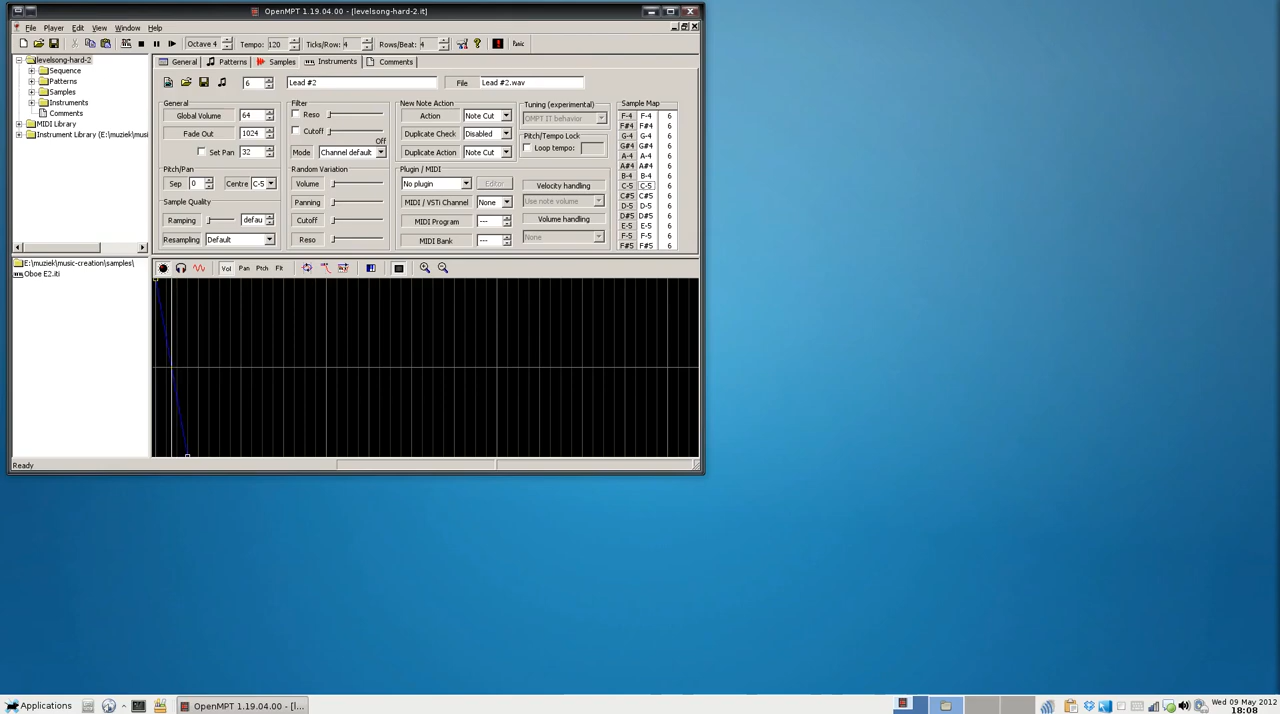 OpenMPT 1.19.04.00 - [levelsong-hard-2.it]
File Player Edit View Window Help
Octave 4 Tempo: 120 Ticks/Row: 4 Rows/Beat: 4 Panic
levelsong-hard-2
Sequence
Patterns
Samples
Instruments
Comments
MIDI Library
Instrument Library (E:\muziek\musi
E:\muziek\music-creation\samples\
Oboe E2.iti
General Patterns Samples Instruments Comments
6 Lead #2 File Lead #2.wav
General
Global Volume 64
Fade Out 1024
Set Pan 32
Pitch/Pan
Sep 0 Centre C-5
Sample Quality
Ramping defau
Resampling Default
Filter
Reso
Cutoff
Off
Mode Channel default
Random Variation
Volume
Panning
Cutoff
Reso
New Note Action
Action Note Cut
Duplicate Check Disabled
Duplicate Action Note Cut
Plugin / MIDI
No plugin Editor
MIDI / VSTi Channel None
MIDI Program ---
MIDI Bank ---
Tuning (experimental)
OMPT IT behavior
Pitch/Tempo Lock
Loop tempo:
Velocity handling
Use note volume
Volume handling
None
Sample Map
F-4 F-4 6
F#4 F#4 6
G-4 G-4 6
G#4 G#4 6
A-4 A-4 6
A#4 A#4 6
B-4 B-4 6
C-5 C-5 6
C#5 C#5 6
D-5 D-5 6
D#5 D#5 6
E-5 E-5 6
F-5 F-5 6
F#5 F#5 6
Vol Pan Ptch Flt
Ready
Applications
OpenMPT 1.19.04.00 - [l...
Wed 09 May 2012
18:08